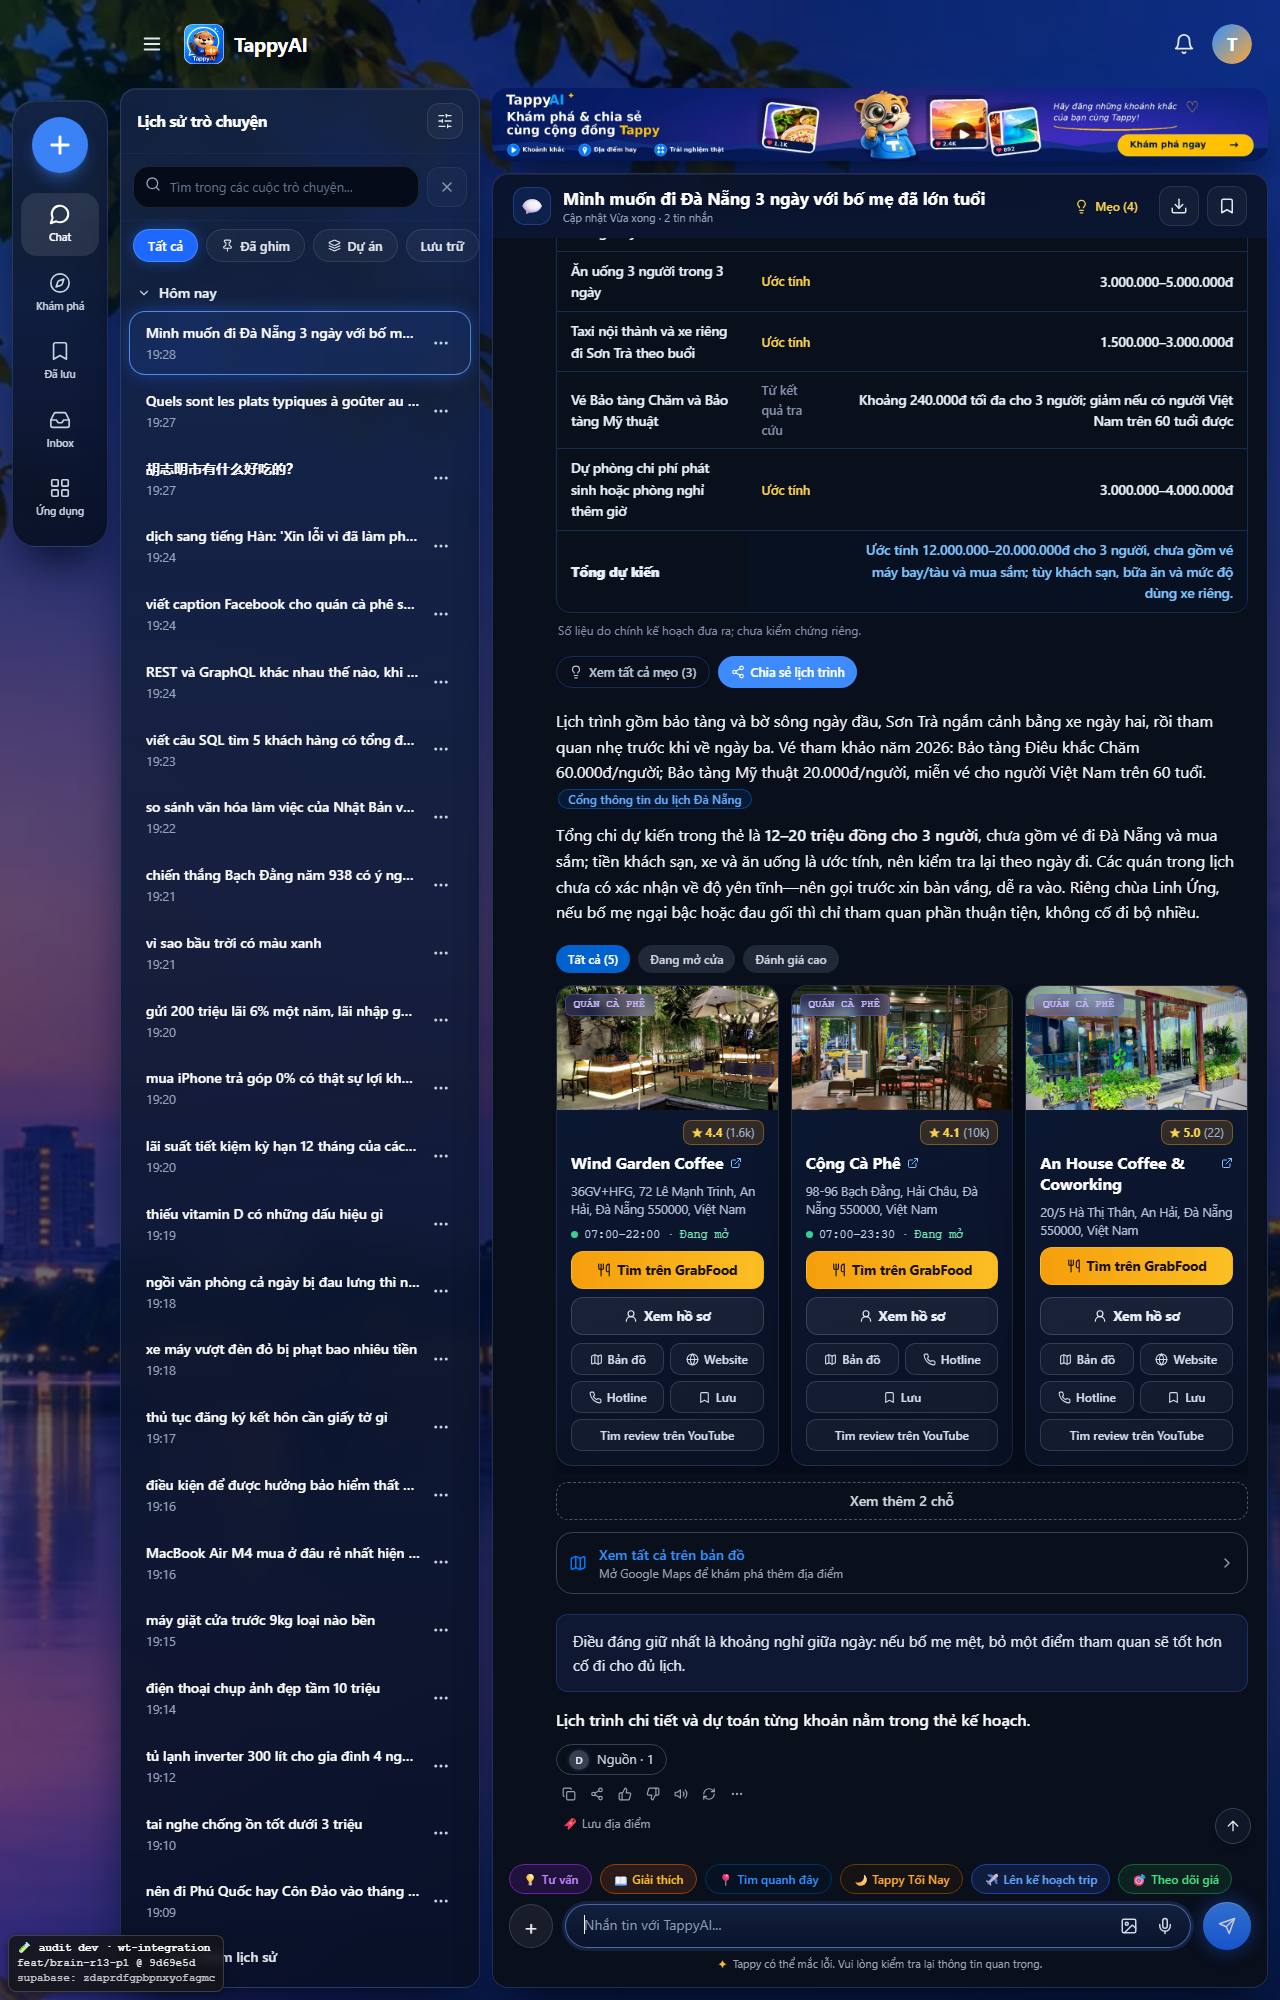 TappyAI
T
Chat
Khám phá
Đã lưu
Inbox
Ứng dụng
Lịch sử trò chuyện
Tìm trong các cuộc trò chuyện...
Tất cả
Đã ghim
Dự án
Lưu trữ
Hôm nay
Mình muốn đi Đà Nẵng 3 ngày với bố m...
19:28
Quels sont les plats typiques à goûter au ...
19:27
胡志明市有什么好吃的?
19:27
dịch sang tiếng Hàn: 'Xin lỗi vì đã làm ph...
19:24
viết caption Facebook cho quán cà phê s...
19:24
REST và GraphQL khác nhau thế nào, khi ...
19:24
viết câu SQL tìm 5 khách hàng có tổng đ...
19:23
so sánh văn hóa làm việc của Nhật Bản v...
19:22
chiến thắng Bạch Đằng năm 938 có ý ng...
19:21
vì sao bầu trời có màu xanh
19:21
gửi 200 triệu lãi 6% một năm, lãi nhập g...
19:20
mua iPhone trả góp 0% có thật sự lợi kh...
19:20
lãi suất tiết kiệm kỳ hạn 12 tháng của các...
19:20
thiếu vitamin D có những dấu hiệu gì
19:19
ngồi văn phòng cả ngày bị đau lưng thì n...
19:18
xe máy vượt đèn đỏ bị phạt bao nhiêu tiền
19:18
thủ tục đăng ký kết hôn cần giấy tờ gì
19:17
điều kiện để được hưởng bảo hiểm thất ...
19:16
MacBook Air M4 mua ở đâu rẻ nhất hiện ...
19:16
máy giặt cửa trước 9kg loại nào bền
19:15
điện thoại chụp ảnh đẹp tầm 10 triệu
19:14
tủ lạnh inverter 300 lít cho gia đình 4 ng...
19:12
tai nghe chống ồn tốt dưới 3 triệu
19:10
nên đi Phú Quốc hay Côn Đảo vào tháng ...
19:09
m lịch sử
audit dev · wt-integration
feat/brain-r13-p1 @ 9d69e5d
supabase: zdaprdfgpbpnxyofagmc
TappyAI
Khám phá & chia sẻ
cùng cộng đồng Tappy
Khoảnh khắc
Địa điểm hay
Trải nghiệm thật
1.1K
2.4K
892
Hãy đăng những khoảnh khắc
của bạn cùng Tappy!
Khám phá ngay
Mình muốn đi Đà Nẵng 3 ngày với bố mẹ đã lớn tuổi
Cập nhật Vừa xong · 2 tin nhắn
Mẹo (4)
Ăn uống 3 người trong 3
ngày
Ước tính
3.000.000–5.000.000đ
Taxi nội thành và xe riêng
đi Sơn Trà theo buổi
Ước tính
1.500.000–3.000.000đ
Vé Bảo tàng Chăm và Bảo
tàng Mỹ thuật
Từ kết
quả tra
cứu
Khoảng 240.000đ tối đa cho 3 người; giảm nếu có người Việt
Nam trên 60 tuổi được
Dự phòng chi phí phát
sinh hoặc phòng nghỉ
thêm giờ
Ước tính
3.000.000–4.000.000đ
Tổng dự kiến
Ước tính 12.000.000–20.000.000đ cho 3 người, chưa gồm vé
máy bay/tàu và mua sắm; tùy khách sạn, bữa ăn và mức độ
dùng xe riêng.
Số liệu do chính kế hoạch đưa ra; chưa kiểm chứng riêng.
Xem tất cả mẹo (3)
Chia sẻ lịch trình
Lịch trình gồm bảo tàng và bờ sông ngày đầu, Sơn Trà ngắm cảnh bằng xe ngày hai, rồi tham
quan nhẹ trước khi về ngày ba. Vé tham khảo năm 2026: Bảo tàng Điêu khắc Chăm
60.000đ/người; Bảo tàng Mỹ thuật 20.000đ/người, miễn vé cho người Việt Nam trên 60 tuổi.
Cổng thông tin du lịch Đà Nẵng
Tổng chi dự kiến trong thẻ là 12–20 triệu đồng cho 3 người, chưa gồm vé đi Đà Nẵng và mua
sắm; tiền khách sạn, xe và ăn uống là ước tính, nên kiểm tra lại theo ngày đi. Các quán trong lịch
chưa có xác nhận về độ yên tĩnh—nên gọi trước xin bàn vắng, dễ ra vào. Riêng chùa Linh Ứng,
nếu bố mẹ ngại bậc hoặc đau gối thì chỉ tham quan phần thuận tiện, không cố đi bộ nhiều.
Tất cả (5)
Đang mở cửa
Đánh giá cao
QUÁN CÀ PHÊ
4.4 (1.6k)
Wind Garden Coffee
36GV+HFG, 72 Lê Mạnh Trinh, An
Hải, Đà Nẵng 550000, Việt Nam
07:00–22:00 · Đang mở
Tìm trên GrabFood
Xem hồ sơ
Bản đồ
Website
Hotline
Lưu
Tìm review trên YouTube
QUÁN CÀ PHÊ
4.1 (10k)
Cộng Cà Phê
98-96 Bạch Đằng, Hải Châu, Đà
Nẵng 550000, Việt Nam
07:00–23:30 · Đang mở
Tìm trên GrabFood
Xem hồ sơ
Bản đồ
Hotline
Lưu
Tìm review trên YouTube
QUÁN CÀ PHÊ
5.0 (22)
An House Coffee &
Coworking
20/5 Hà Thị Thân, An Hải, Đà Nẵng
550000, Việt Nam
Tìm trên GrabFood
Xem hồ sơ
Bản đồ
Website
Hotline
Lưu
Tìm review trên YouTube
Xem thêm 2 chỗ
Xem tất cả trên bản đồ
Mở Google Maps để khám phá thêm địa điểm
Điều đáng giữ nhất là khoảng nghỉ giữa ngày: nếu bố mẹ mệt, bỏ một điểm tham quan sẽ tốt hơn
cố đi cho đủ lịch.
Lịch trình chi tiết và dự toán từng khoản nằm trong thẻ kế hoạch.
D
Nguồn · 1
Lưu địa điểm
Tư vấn
Giải thích
Tìm quanh đây
Tappy Tối Nay
Lên kế hoạch trip
Theo dõi giá
Nhắn tin với TappyAI...
Tappy có thể mắc lỗi. Vui lòng kiểm tra lại thông tin quan trọng.